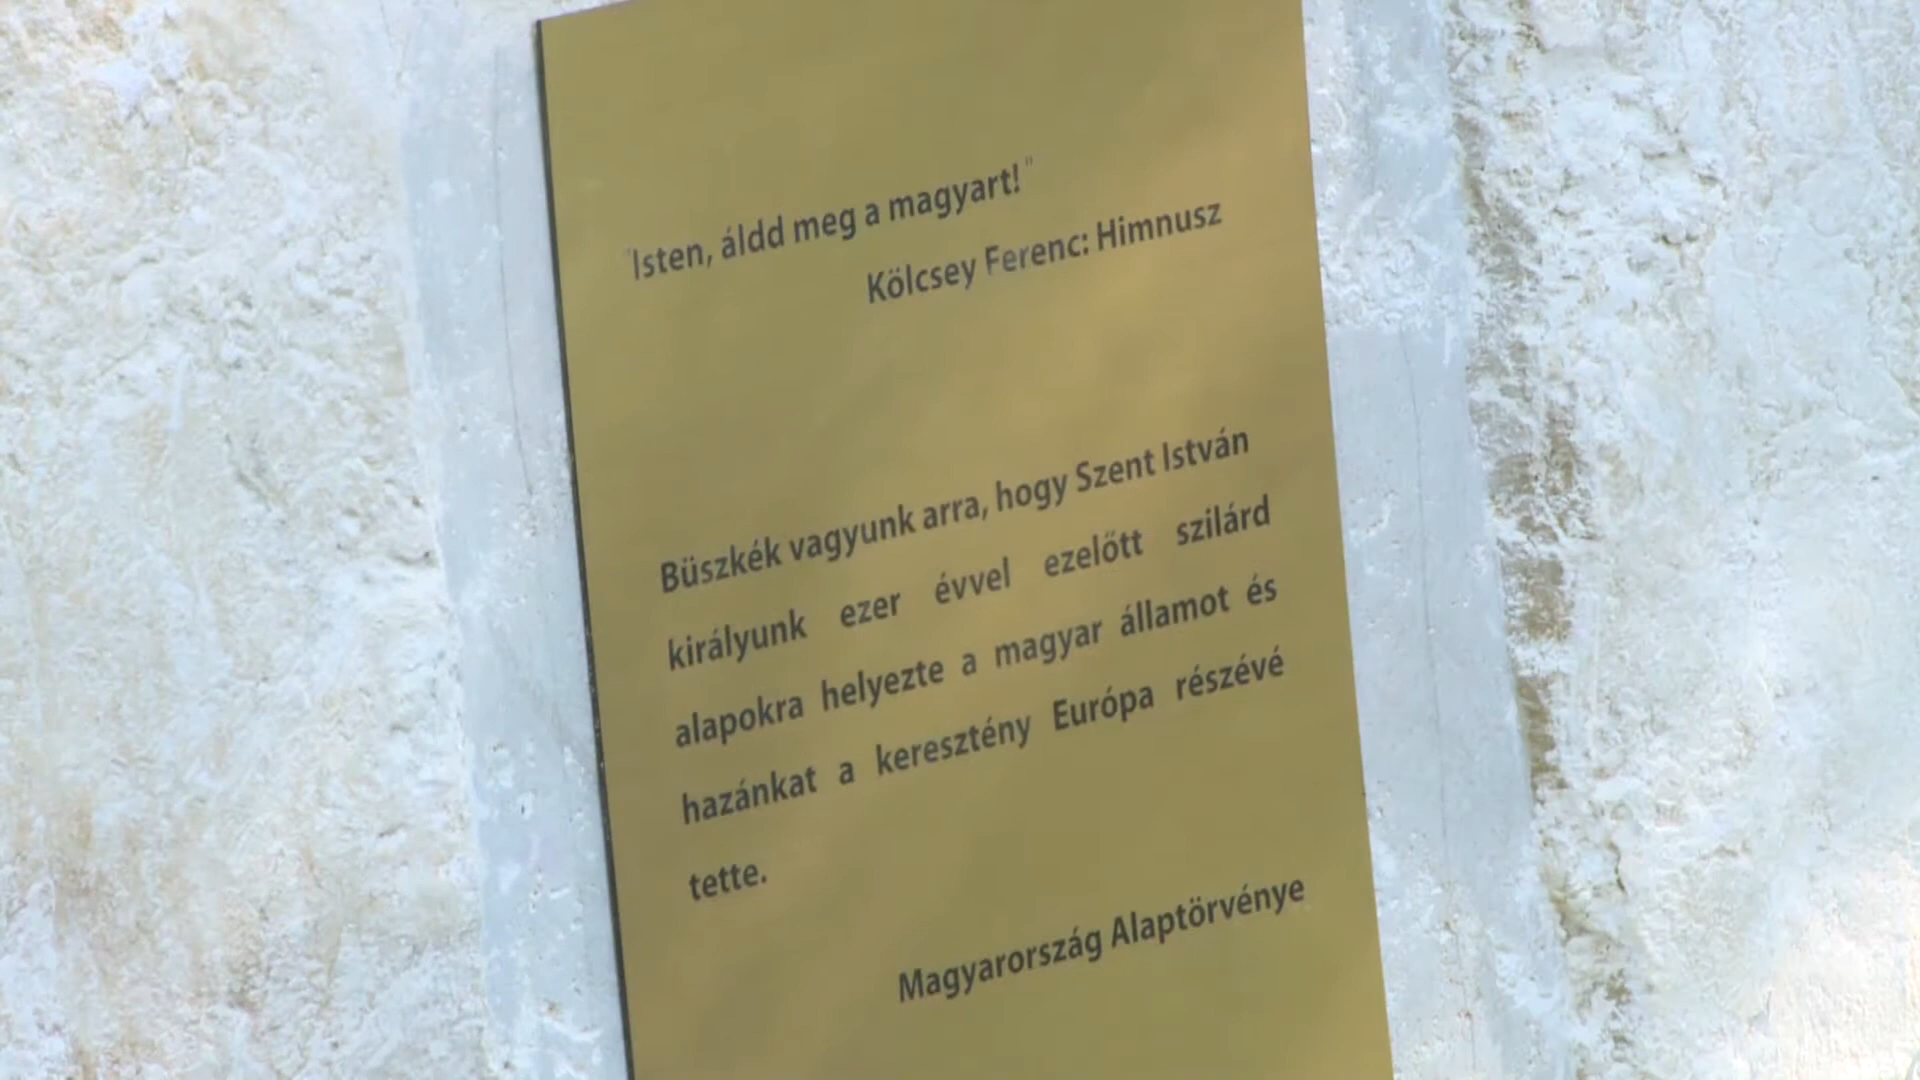 "Isten, áldd meg a magyart!"
Kölcsey Ferenc: Himnusz
Büszkék vagyunk arra, hogy Szent István
királyunk ezer évvel ezelőtt szilárd
alapokra helyezte a magyar államot és
hazánkat a keresztény Európa részévé
tette.
Magyarország Alaptörvénye